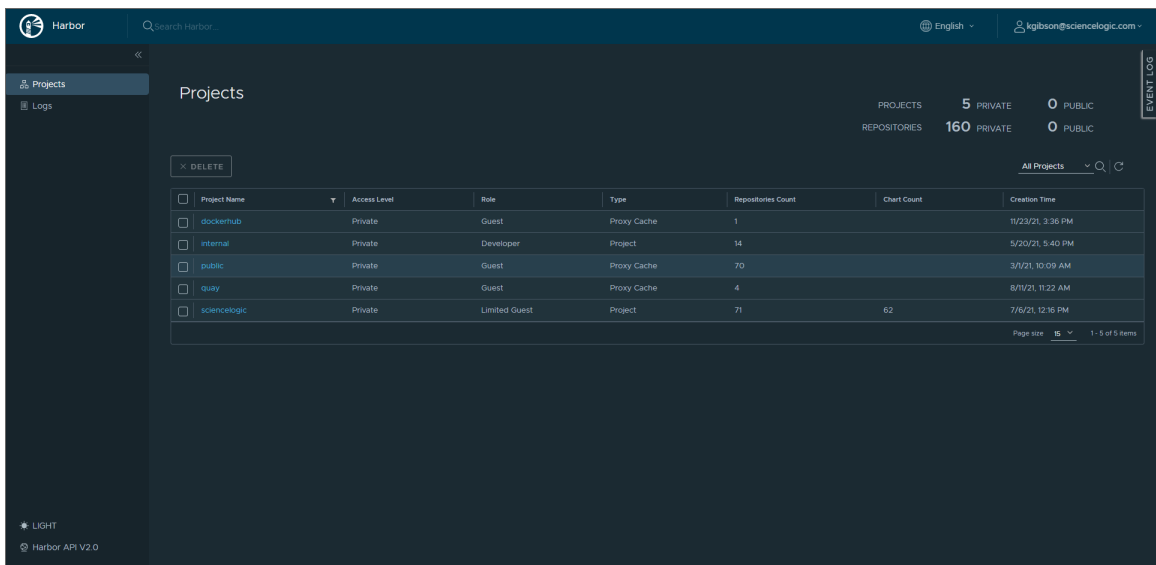 Harbor
Search Harbor...
English
kgibson@sciencelogic.com
EVENT LOG
Projects
Logs
Projects
PROJECTS 5 PRIVATE 0 PUBLIC
REPOSITORIES 160 PRIVATE 0 PUBLIC
DELETE
All Projects
Project Name Access Level Role Type Repositories Count Chart Count Creation Time
dockerhub Private Guest Proxy Cache 1 11/23/21, 3:36 PM
internal Private Developer Project 14 5/20/21, 5:40 PM
public Private Guest Proxy Cache 70 3/1/21, 10:09 AM
quay Private Guest Proxy Cache 4 8/11/21, 11:22 AM
sciencelogic Private Limited Guest Project 71 62 7/6/21, 12:16 PM
Page size 15 1 - 5 of 5 items
LIGHT
Harbor API V2.0